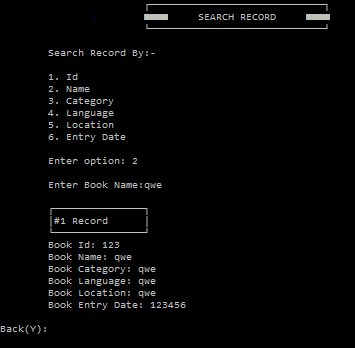 SEARCH RECORD
Search Record By:-
1. Id
2. Name
3. Category
4. Language
5. Location
6. Entry Date
Enter option: 2
Enter Book Name:qwe
#1 Record
Book Id: 123
Book Name: qwe
Book Category: qwe
Book Language: qwe
Book Location: qwe
Book Entry Date: 123456
Back(Y):